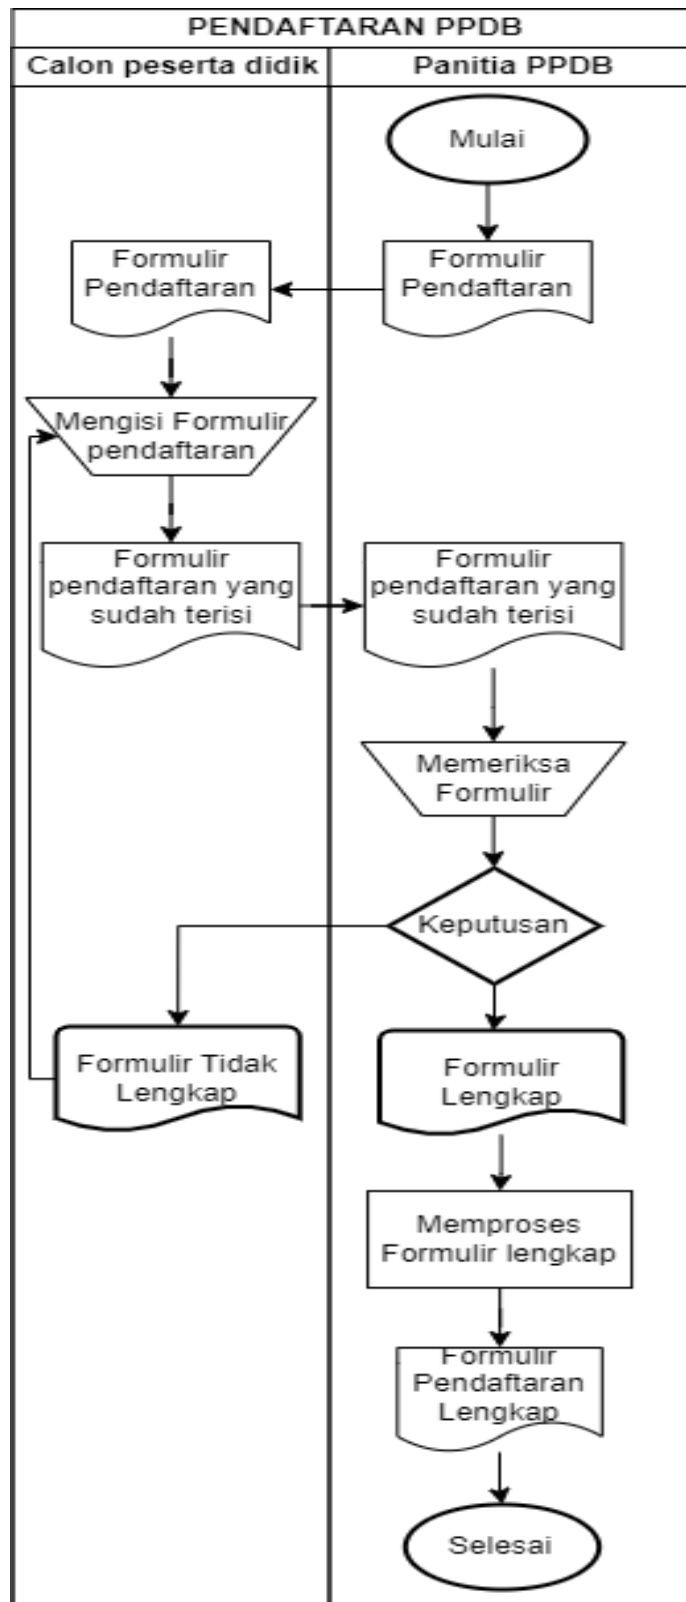 PENDAFTARAN PPDB
Calon peserta didik
Panitia PPDB
Mulai
Formulir
Pendaftaran
Formulir
Pendaftaran
Mengisi Formulir
pendaftaran
Formulir
pendaftaran yang
sudah terisi
Formulir
pendaftaran yang
sudah terisi
Memeriksa
Formulir
Keputusan
Formulir Tidak
Lengkap
Formulir
Lengkap
Memproses
Formulir lengkap
Formulir
Pendaftaran
Lengkap
Selesai